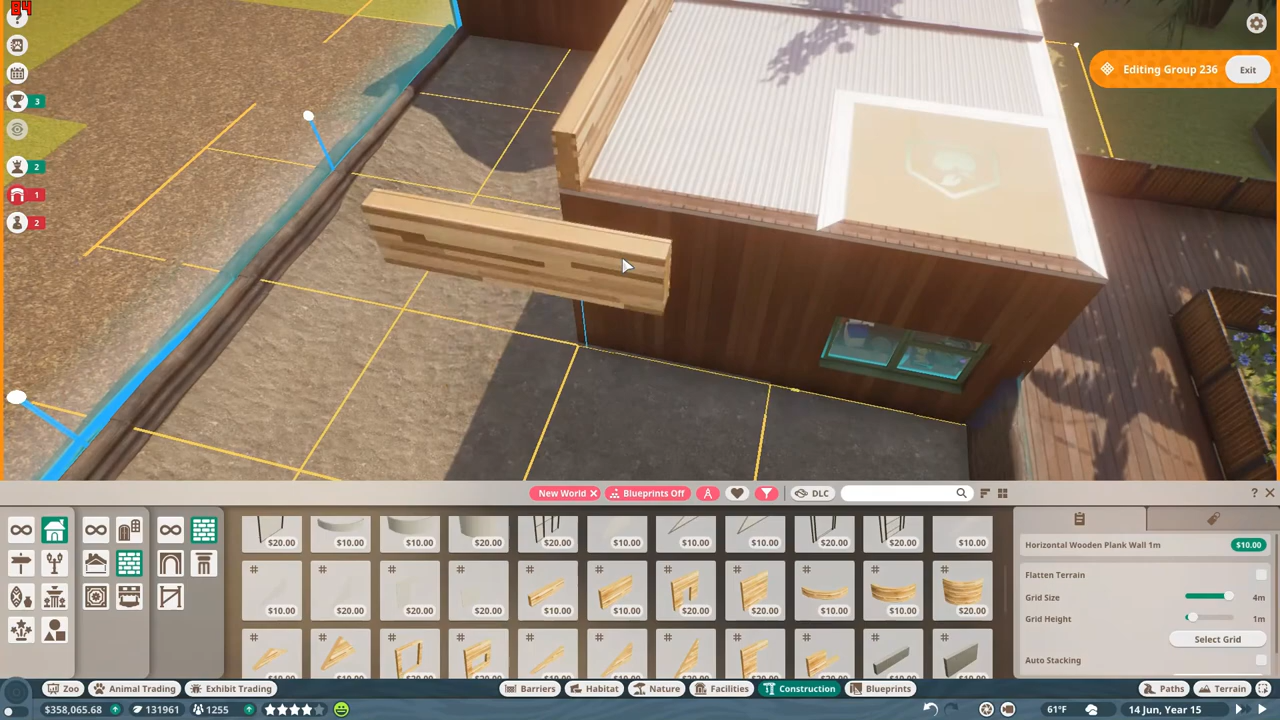 84
?
3
2
1
2
Editing Group 236
Exit
New World ×
Blueprints Off
DLC
? ×
$20.00 $10.00 $10.00 $20.00 $20.00 $10.00 $10.00 $10.00 $20.00 $20.00 $10.00
$10.00 $20.00 $10.00 $20.00 $10.00 $10.00 $20.00 $20.00 $10.00 $10.00 $20.00
Horizontal Wooden Plank Wall 1m
$10.00
Flatten Terrain
Grid Size 4m
Grid Height 1m
Select Grid
Auto Stacking
Zoo
Animal Trading
Exhibit Trading
Barriers
Habitat
Nature
Facilities
Construction
Blueprints
Paths
Terrain
$358,065.68
131961
1255
61°F
14 Jun, Year 15